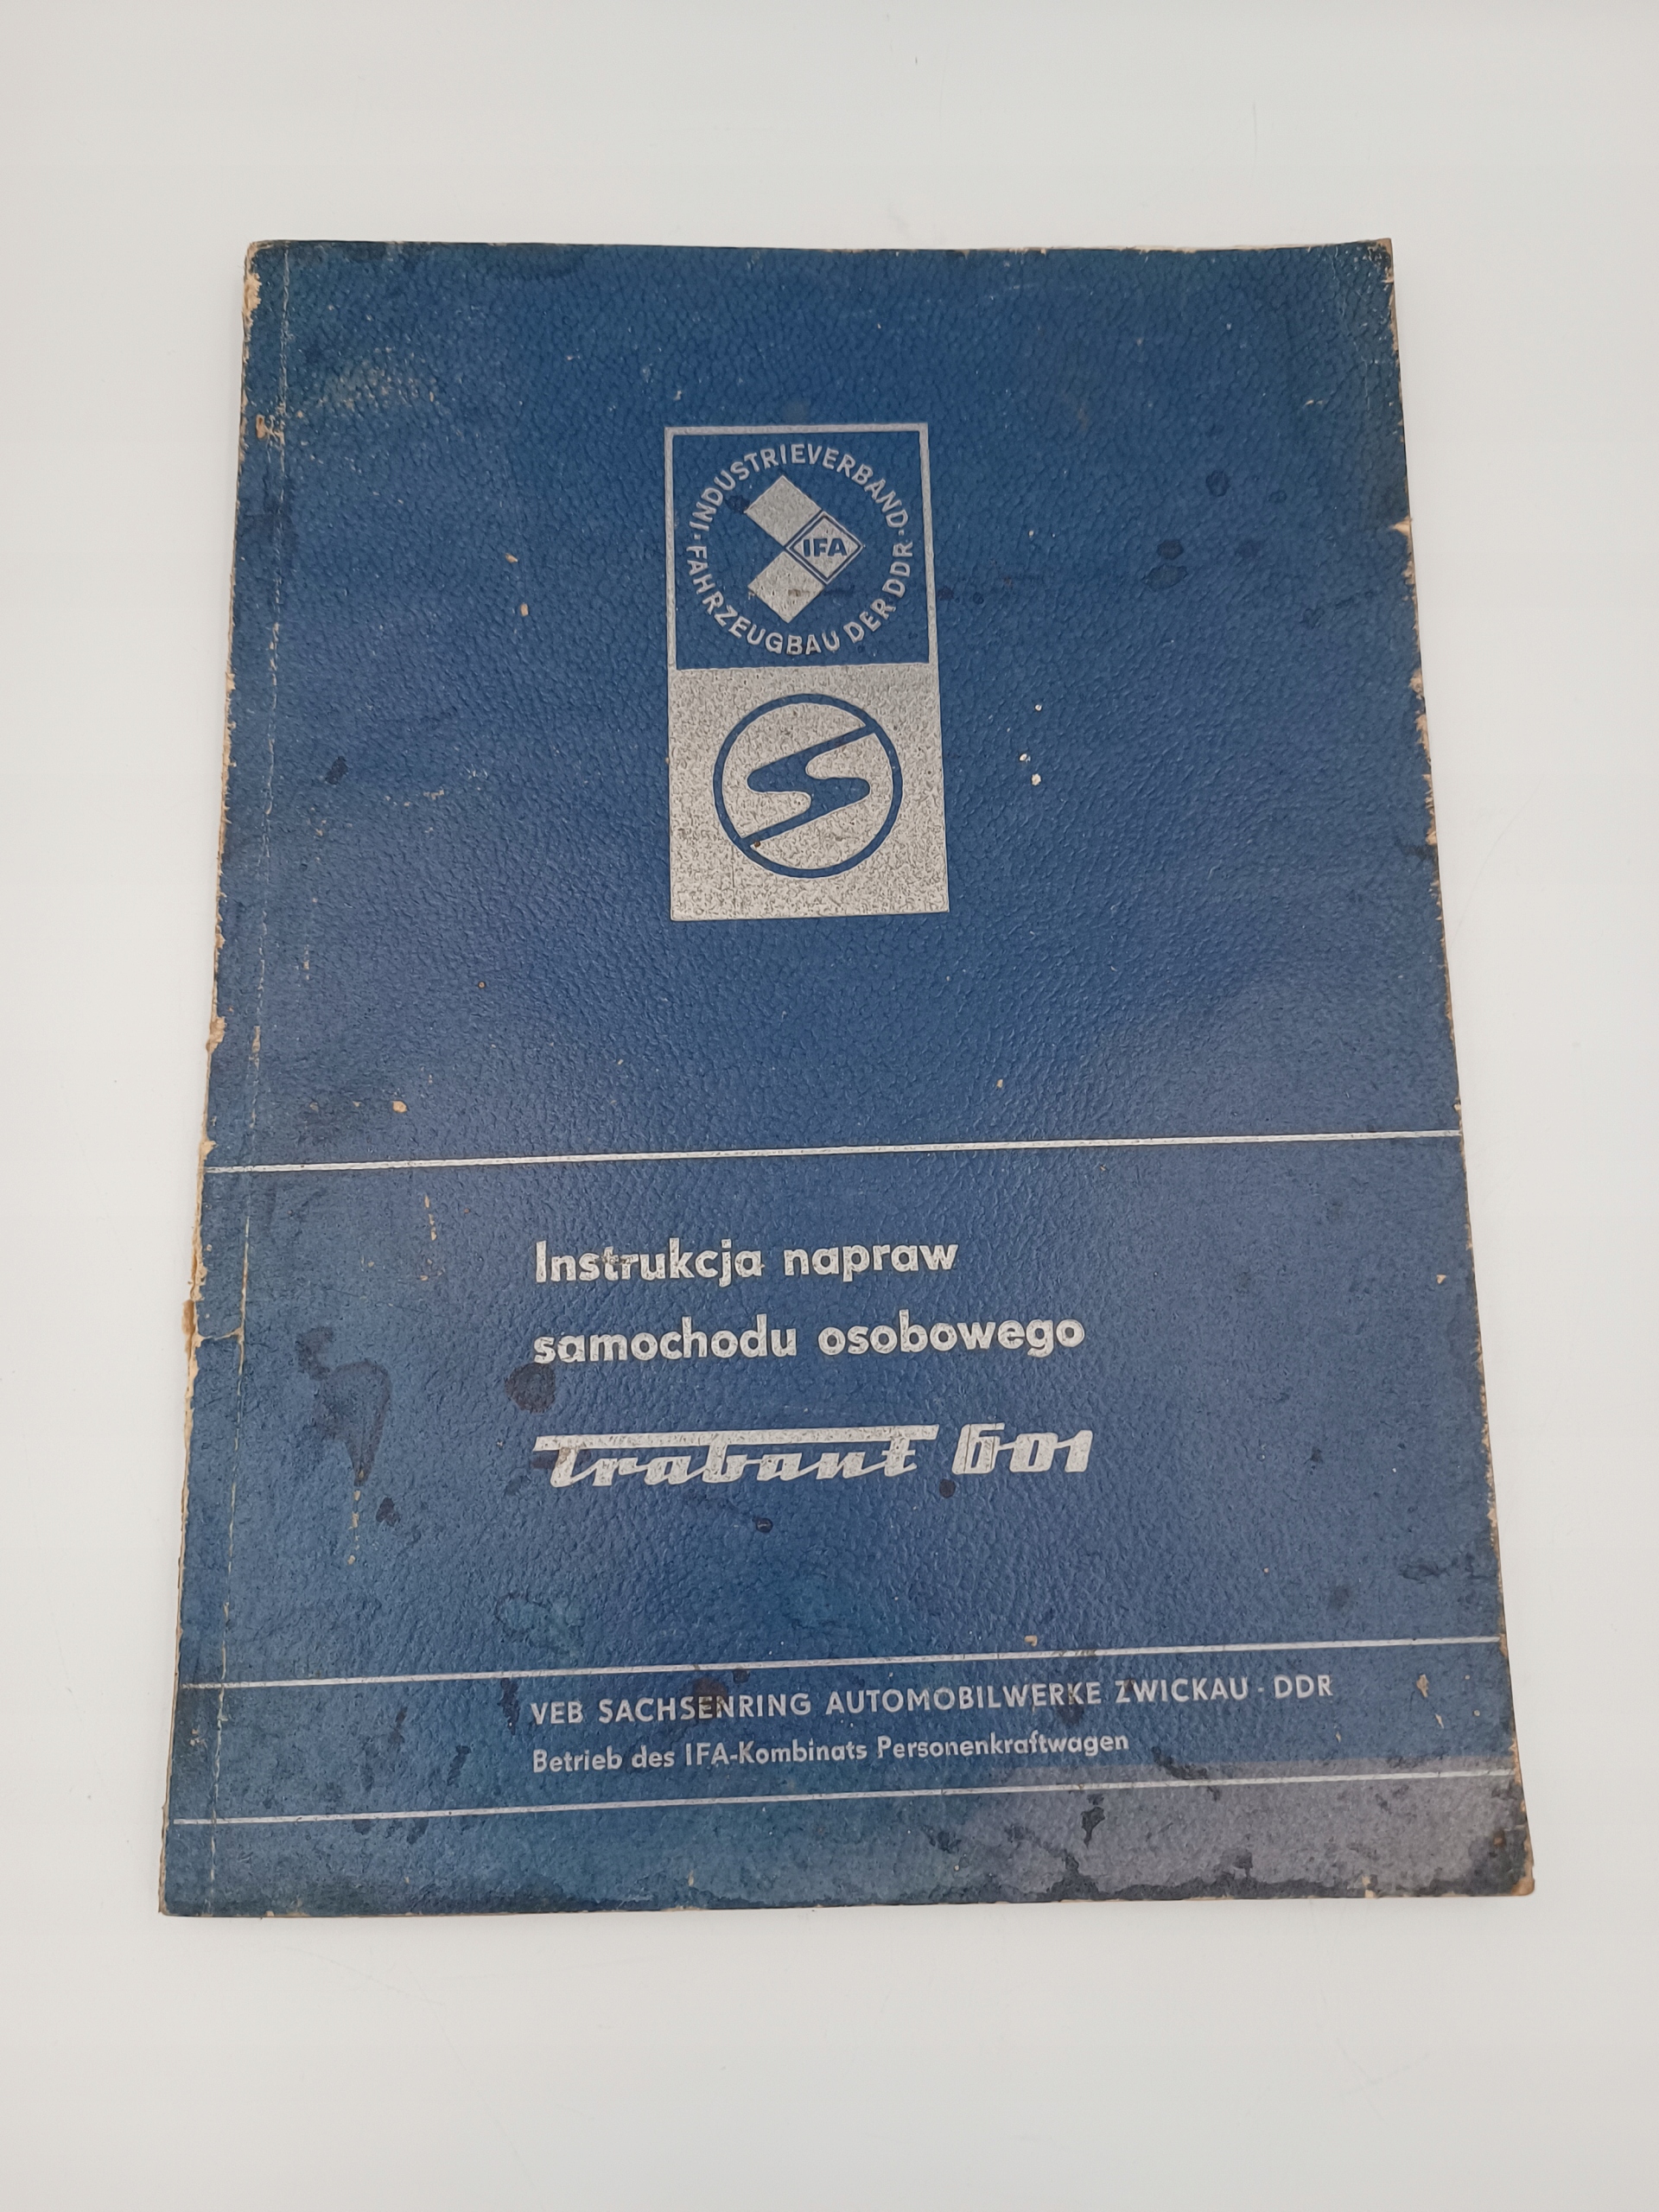 INDUSTRIEVERBAND
FAHRZEUGBAU DER DDR
IFA
Instrukcja napraw
samochodu osobowego
Trabant 601
VEB SACHSENRING AUTOMOBILWERKE ZWICKAU · DDR
Betrieb des IFA-Kombinats Personenkraftwagen